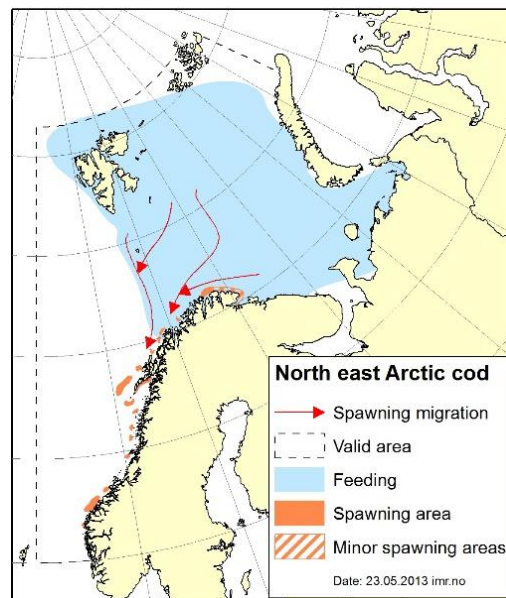 North east Arctic cod
Spawning migration
Valid area
Feeding
Spawning area
Minor spawning areas
Date: 23.05.2013 imr.no